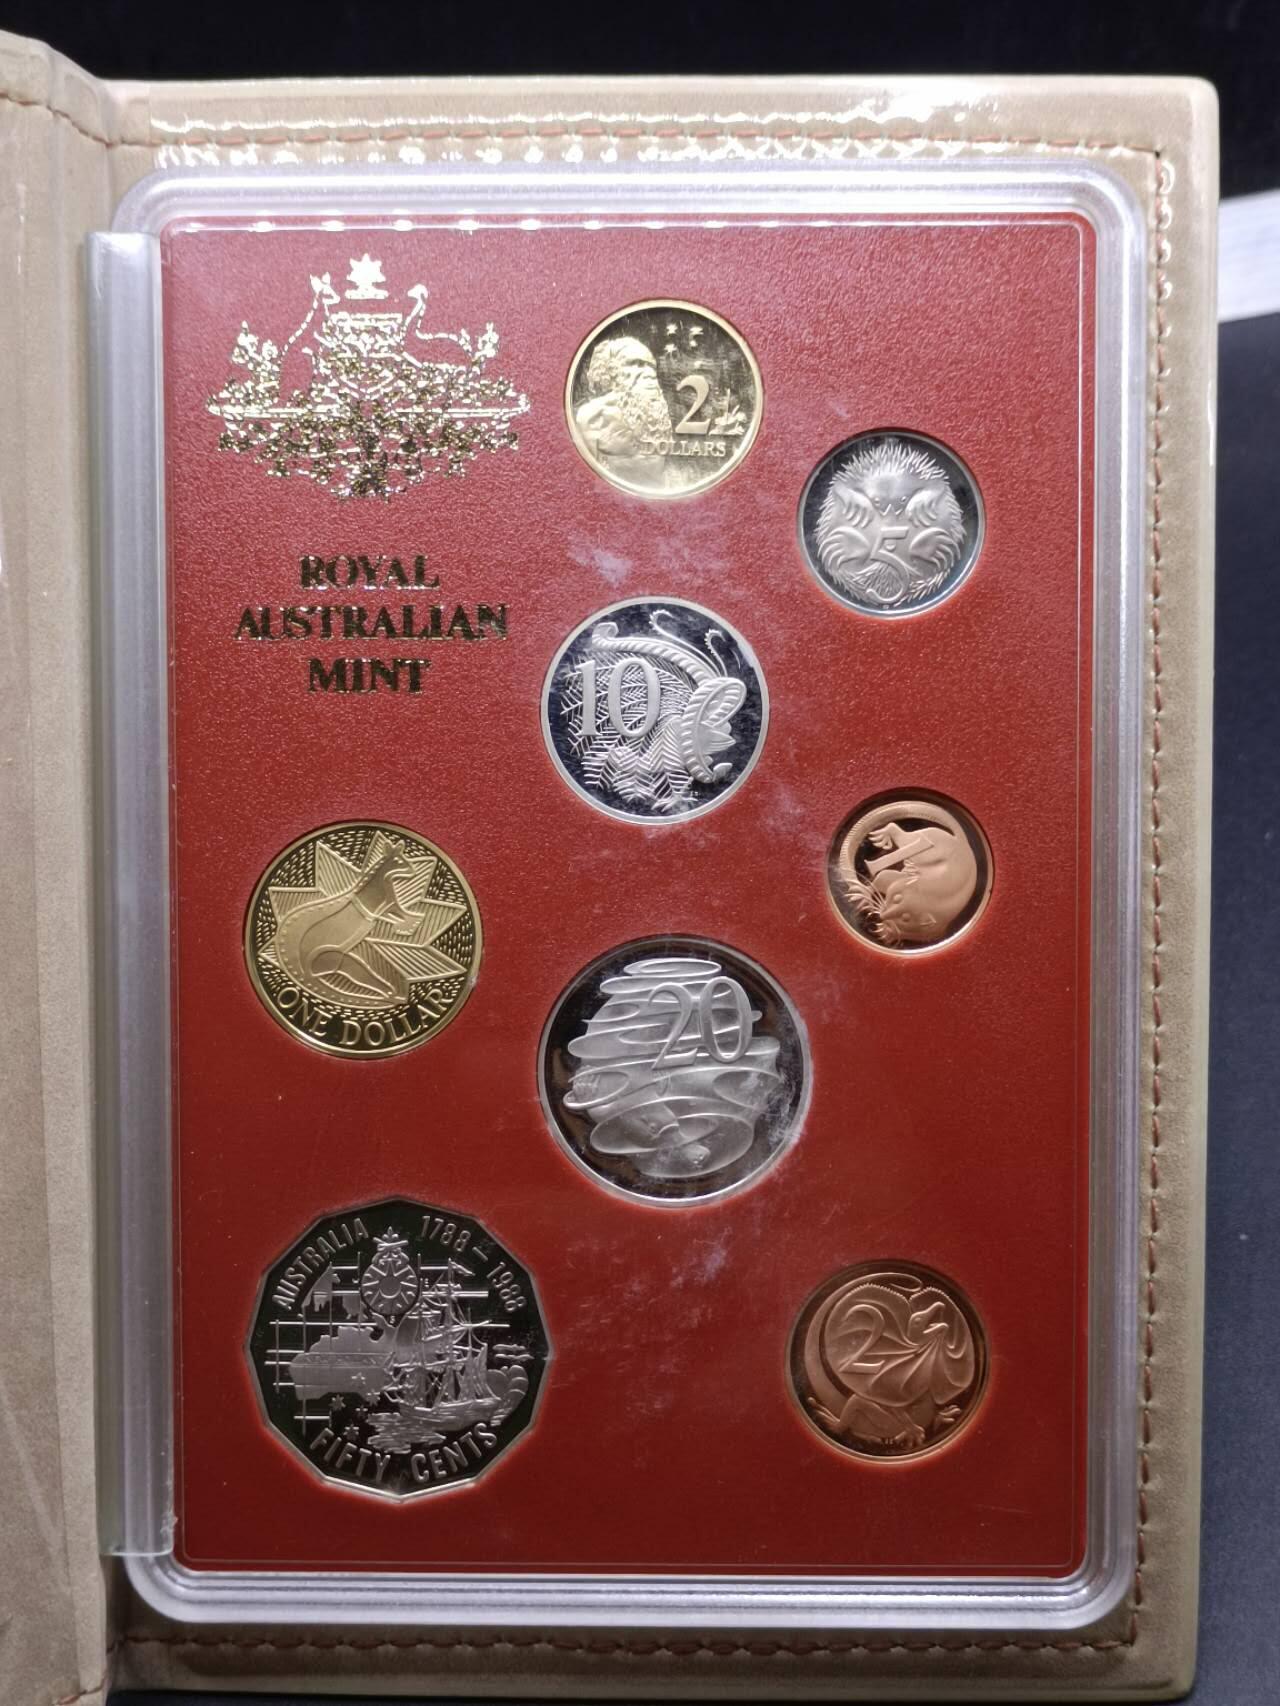 2
DOLLARS
5
ROYAL
AUSTRALIAN
MINT
10
1
ONE DOLLAR
20
AUSTRALIA 1788 – 1988
FIFTY CENTS
2